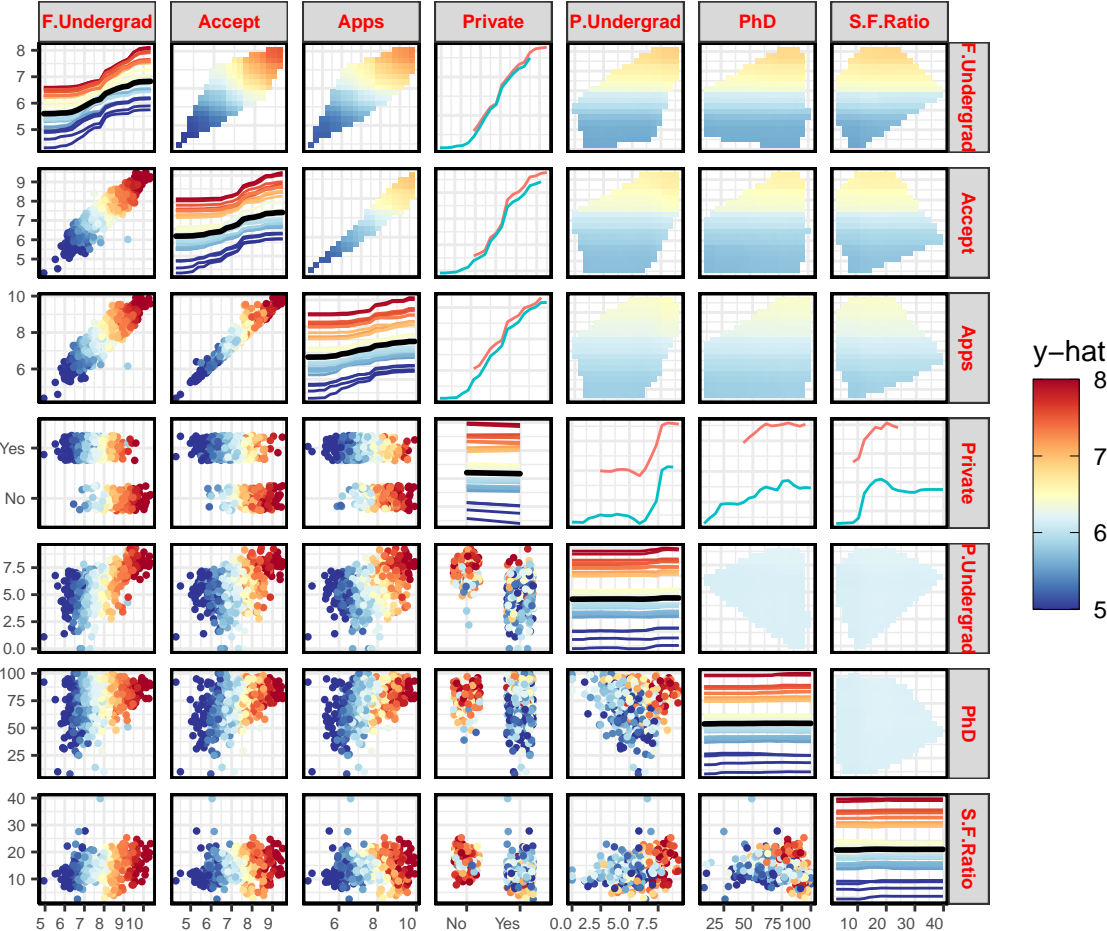 F.Undergrad Accept Apps Private P.Undergrad PhD S.F.Ratio
8
7
6
5
F.Undergrad
9
8
7
6
5
Accept
10
8
6
Apps
Yes
No
Private
7.5
5.0
2.5
0.0
P.Undergrad
100
75
50
25
PhD
40
30
20
10
S.F.Ratio
5 6 7 8 9 10 5 6 7 8 9 6 8 10 No Yes 0.0 2.5 5.0 7.5 25 50 75 100 10 20 30 40
y−hat
8
7
6
5